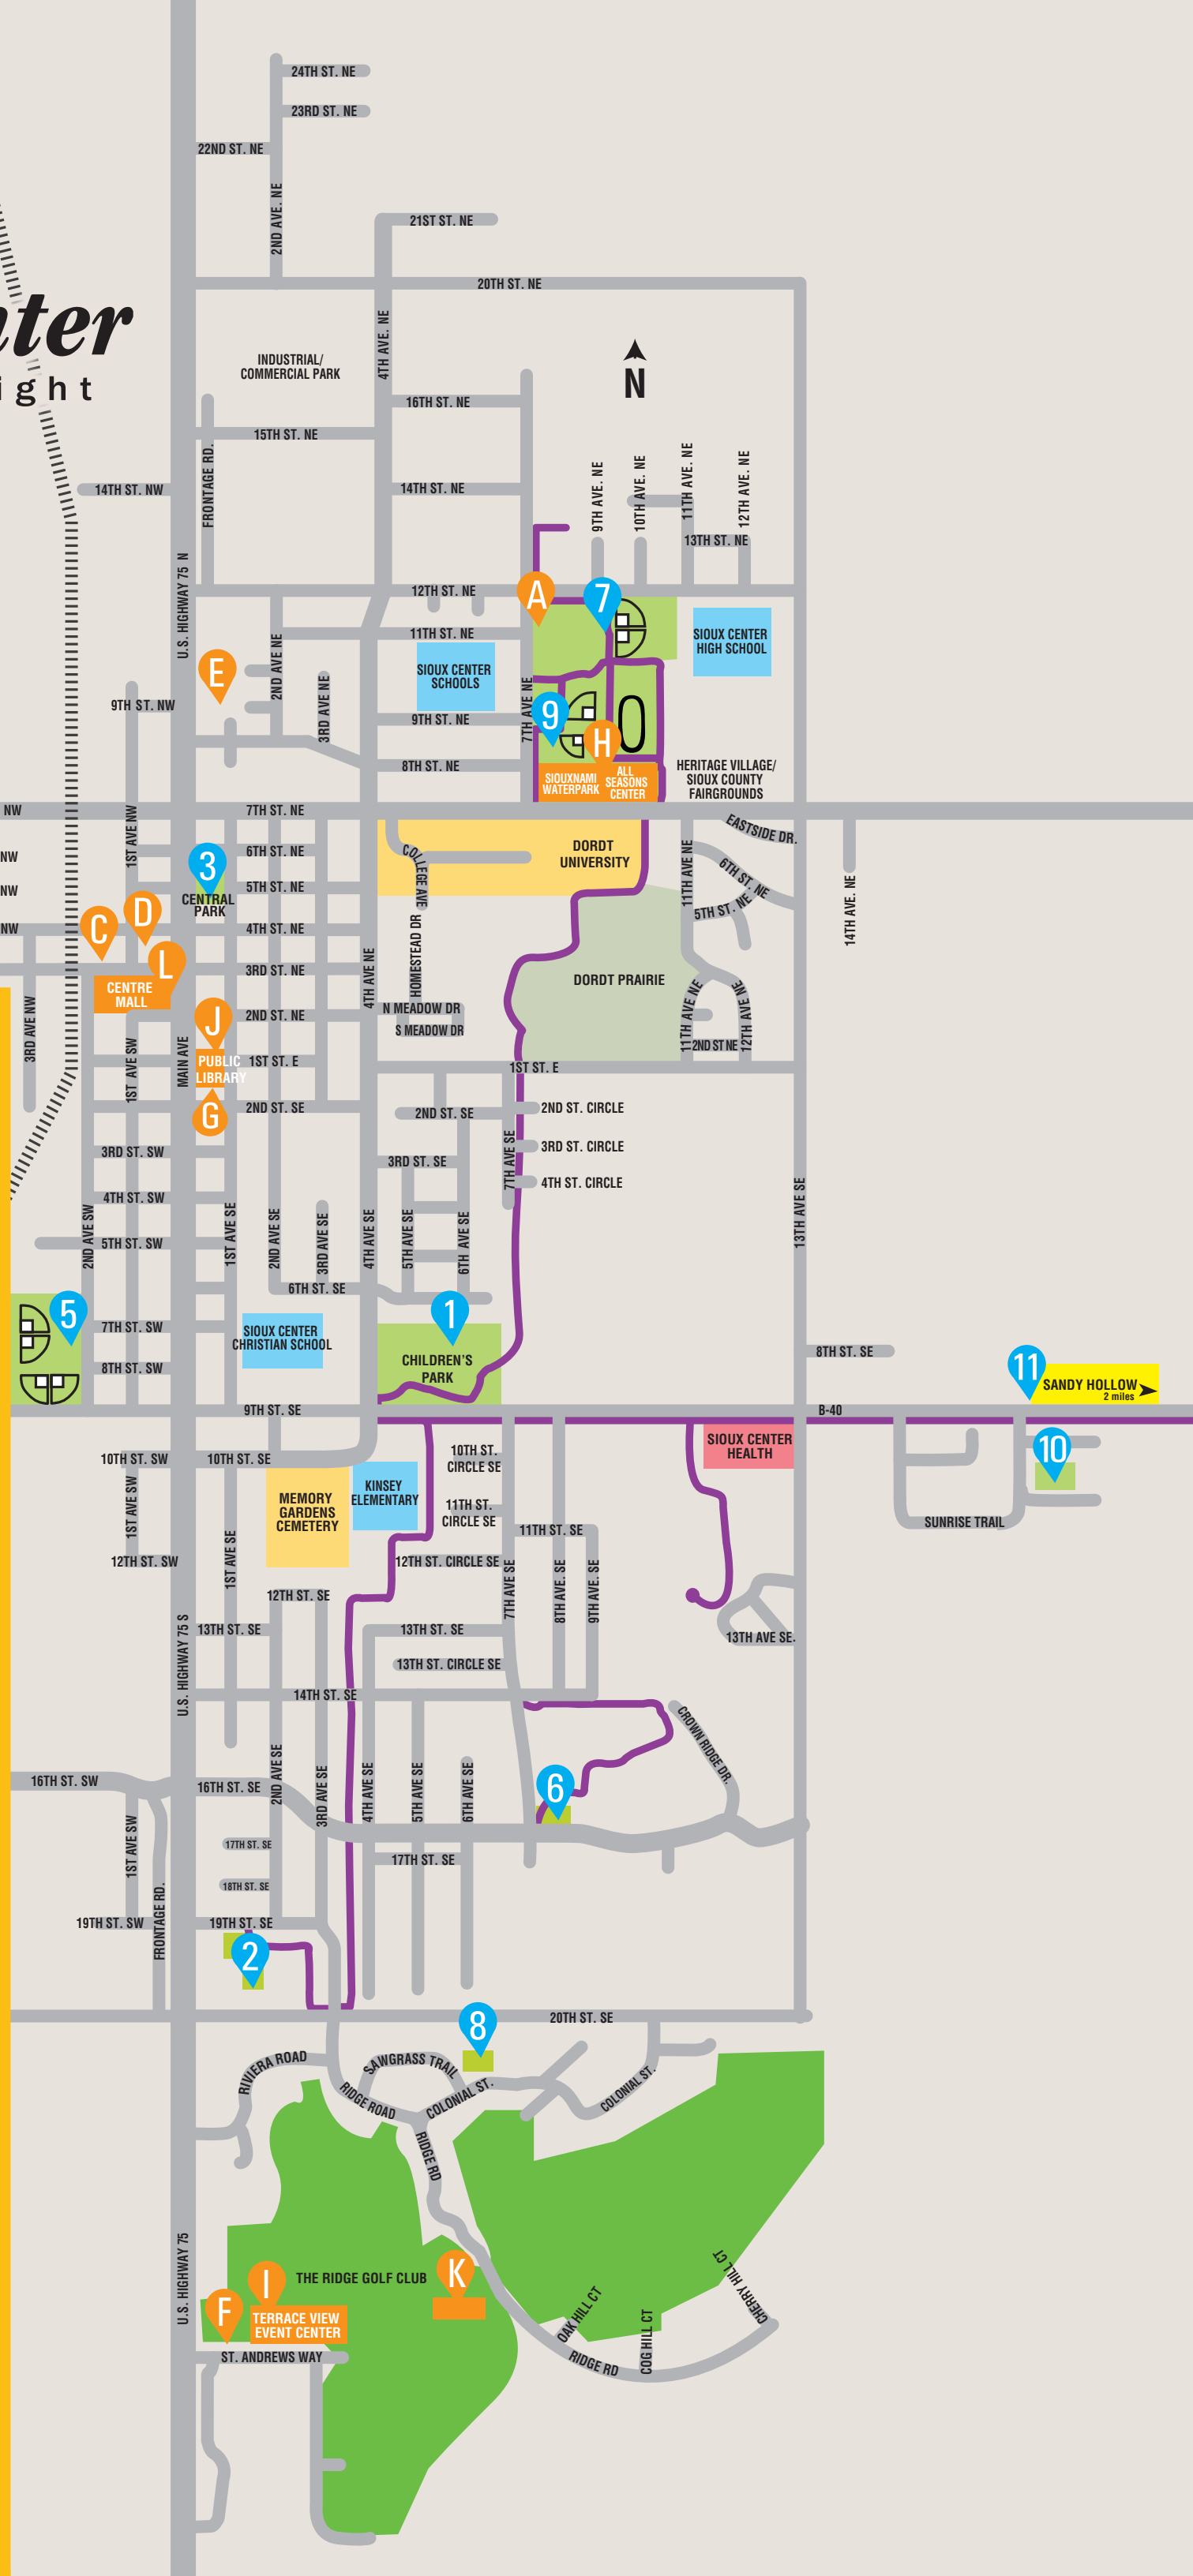 24TH ST. NE
23RD ST. NE
22ND ST. NE
2ND AVE. NE
21ST ST. NE
20TH ST. NE
nter
ight
4TH AVE. NE
INDUSTRIAL/
COMMERCIAL PARK
N
16TH ST. NE
15TH ST. NE
FRONTAGE RD.
14TH ST. NW
14TH ST. NE
9TH AVE. NE
10TH AVE. NE
11TH AVE. NE
12TH AVE. NE
13TH ST. NE
U.S. HIGHWAY 75 N
12TH ST. NE
A
7
11TH ST. NE
SIOUX CENTER
HIGH SCHOOL
E
2ND AVE NE
SIOUX CENTER
SCHOOLS
3RD AVE NE
7TH AVE NE
9TH ST. NW
9TH ST. NE
9
H
8TH ST. NE
SIOUXNAMI
WATERPARK
ALL
SEASONS
CENTER
HERITAGE VILLAGE/
SIOUX COUNTY
FAIRGROUNDS
NW
7TH ST. NE
1ST AVE NW
EASTSIDE DR.
NW
6TH ST. NE
COLLEGE AVE
DORDT
UNIVERSITY
11TH AVE NE
6TH ST. NE
3
NW
5TH ST. NE
CENTRAL
PARK
5TH ST. NE
14TH AVE. NE
C
D
NW
4TH ST. NE
L
3RD ST. NE
4TH AVE NE
HOMESTEAD DR
DORDT PRAIRIE
CENTRE
MALL
N MEADOW DR
S MEADOW DR
11TH AVE NE
12TH AVE NE
2ND ST NE
3RD AVE NW
1ST AVE SW
MAIN AVE
J
2ND ST. NE
PUBLIC
LIBRARY
1ST ST. E
1ST ST. E
G
2ND ST. SE
2ND ST. SE
2ND ST. CIRCLE
3RD ST. SW
3RD ST. SE
7TH AVE SE
3RD ST. CIRCLE
4TH ST. SW
4TH ST. CIRCLE
2ND AVE SW
5TH ST. SW
1ST AVE SE
2ND AVE SE
3RD AVE SE
4TH AVE SE
5TH AVE SE
6TH AVE SE
13TH AVE SE
6TH ST. SE
5
1
7TH ST. SW
SIOUX CENTER
CHRISTIAN SCHOOL
8TH ST. SW
CHILDREN'S
PARK
8TH ST. SE
11
SANDY HOLLOW
2 miles
9TH ST. SE
B-40
10TH ST. SW
10TH ST. SE
10TH ST.
CIRCLE SE
SIOUX CENTER
HEALTH
10
1ST AVE SW
MEMORY
GARDENS
CEMETERY
KINSEY
ELEMENTARY
11TH ST.
CIRCLE SE
11TH ST. SE
SUNRISE TRAIL
12TH ST. SW
1ST AVE SE
12TH ST. CIRCLE SE
7TH AVE SE
8TH AVE. SE
9TH AVE. SE
12TH ST. SE
U.S. HIGHWAY 75 S
13TH ST. SE
13TH ST. SE
13TH AVE SE.
13TH ST. CIRCLE SE
14TH ST. SE
CROWN RIDGE DR.
16TH ST. SW
16TH ST. SE
2ND AVE SE
3RD AVE SE
4TH AVE SE
5TH AVE SE
6TH AVE SE
6
1ST AVE SW
17TH ST. SE
17TH ST. SE
18TH ST. SE
FRONTAGE RD.
19TH ST. SW
19TH ST. SE
2
20TH ST. SE
8
RIVIERA ROAD
SAWGRASS TRAIL
RIDGE ROAD
COLONIAL ST.
COLONIAL ST.
RIDGE RD
U.S. HIGHWAY 75
I
THE RIDGE GOLF CLUB
K
F
TERRACE VIEW
EVENT CENTER
OAK HILL CT
COG HILL CT
CHERRY HILL CT
ST. ANDREWS WAY
RIDGE RD